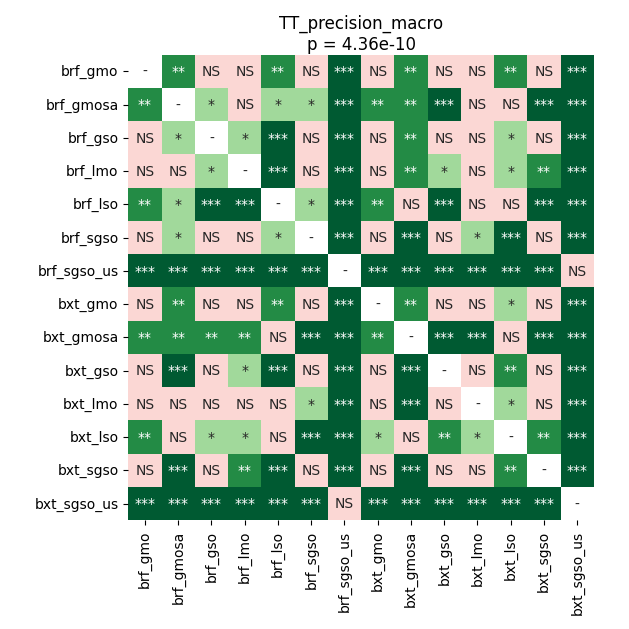 TT_precision_macro
p = 4.36e-10
brf_gmo - ** NS NS ** NS *** NS ** NS NS ** NS ***
brf_gmosa ** - * NS * * *** ** ** *** NS NS *** ***
brf_gso NS * - * *** NS *** NS ** NS NS * NS ***
brf_lmo NS NS * - *** NS *** NS ** * NS * ** ***
brf_lso ** * *** *** - * *** ** NS *** NS NS *** ***
brf_sgso NS * NS NS * - *** NS *** NS * *** NS ***
brf_sgso_us *** *** *** *** *** *** - *** *** *** *** *** *** NS
bxt_gmo NS ** NS NS ** NS *** - ** NS NS * NS ***
bxt_gmosa ** ** ** ** NS *** *** ** - *** *** NS *** ***
bxt_gso NS *** NS * *** NS *** NS *** - NS ** NS ***
bxt_lmo NS NS NS NS NS * *** NS *** NS - * NS ***
bxt_lso ** NS * * NS *** *** * NS ** * - ** ***
bxt_sgso NS *** NS ** *** NS *** NS *** NS NS ** - ***
bxt_sgso_us *** *** *** *** *** *** NS *** *** *** *** *** *** -
brf_gmo brf_gmosa brf_gso brf_lmo brf_lso brf_sgso brf_sgso_us bxt_gmo bxt_gmosa bxt_gso bxt_lmo bxt_lso bxt_sgso bxt_sgso_us